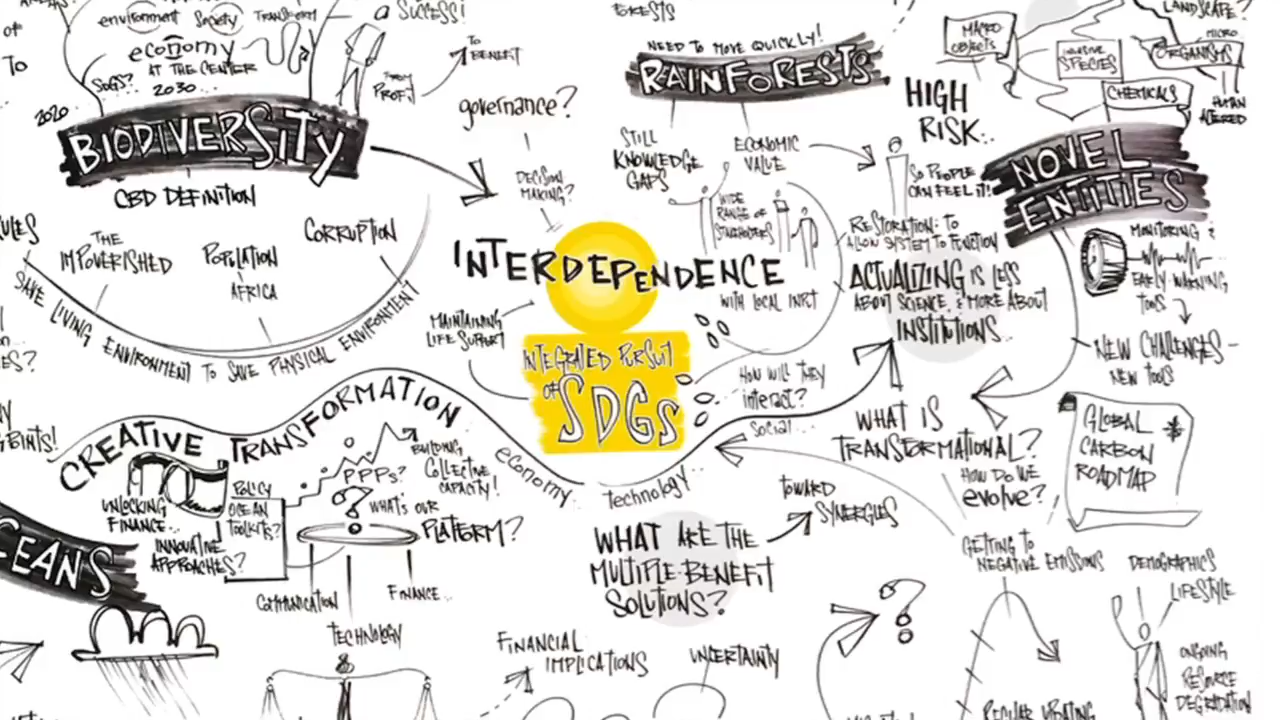 environment Society
TRANSFORM
economy
AT THE CENTER
2030
SDGs?
2020
a SUCCESS!
TO
BENEFIT
FROM
PROFIT
BIODIVERSITY
CBD DEFINITION
THE
IMPOVERISHED
POPULATION
AFRICA
CORRUPTION
SAVE LIVING ENVIRONMENT TO SAVE PHYSICAL ENVIRONMENT
OF
TO
governance?
DECISION
MAKING?
INTERDEPENDENCE
MAINTAINING
LIFE SUPPORT
INTEGRATED PURSUIT
OF SDGs
FORESTS
NEED TO MOVE QUICKLY!
RAINFORESTS
STILL
KNOWLEDGE
GAPS
ECONOMIC
VALUE
WIDE
RANGE OF
STAKEHOLDERS
WITH LOCAL INPUT
HIGH
RISK..
SO PEOPLE
CAN FEEL IT!
RESTORATION: TO
ALLOW SYSTEM TO FUNCTION
ACTUALIZING IS LESS
ABOUT SCIENCE & MORE ABOUT
INSTITUTIONS...
MACRO
OBJECTS
INVASIVE
SPECIES
LANDSCAPE?
MICRO
ORGANISMS
CHEMICALS
HUMAN
ALTERED
NOVEL
ENTITIES
MONITORING &
EARLY-WARNING
TOOLS
NEW CHALLENGES -
NEW TOOLS
HOW WILL THEY
interact?
Social...
economy...
technology...
WHAT IS
TRANSFORMATIONAL?
HOW DO WE
evolve?
GLOBAL
CARBON
ROADMAP
CREATIVE TRANSFORMATION
UNLOCKING
FINANCE...
INNOVATIVE
APPROACHES?
POLICY
OCEAN
TOOLKITS?
PPPs?
BUILDING
COLLECTIVE
CAPACITY!
WHAT'S OUR
PLATFORM?
COMMUNICATION
FINANCE...
TECHNOLOGY
WHAT ARE THE
MULTIPLE-BENEFIT
SOLUTIONS?
TOWARD
SYNERGIES
GETTING TO
NEGATIVE EMISSIONS
DEMOGRAPHICS
LIFESTYLE
ONGOING
RESOURCE
DEGRADATION
FINANCIAL
IMPLICATIONS
UNCERTAINTY
REGULAR UPDATING